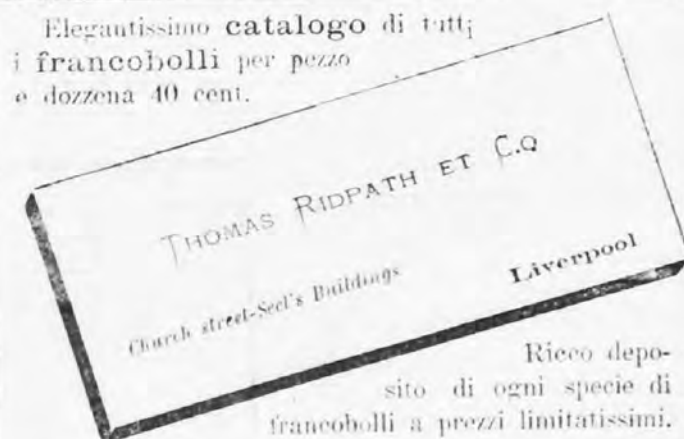 Elegantissimo catalogo di tutti
i francobolli per pezzo
e dozzena 40 cent.
THOMAS RIDPATH ET C.O
Church street-Seel's Buildings
Liverpool
Ricco depo-
sito di ogni specie di
francobolli a prezzi limitatissimi.